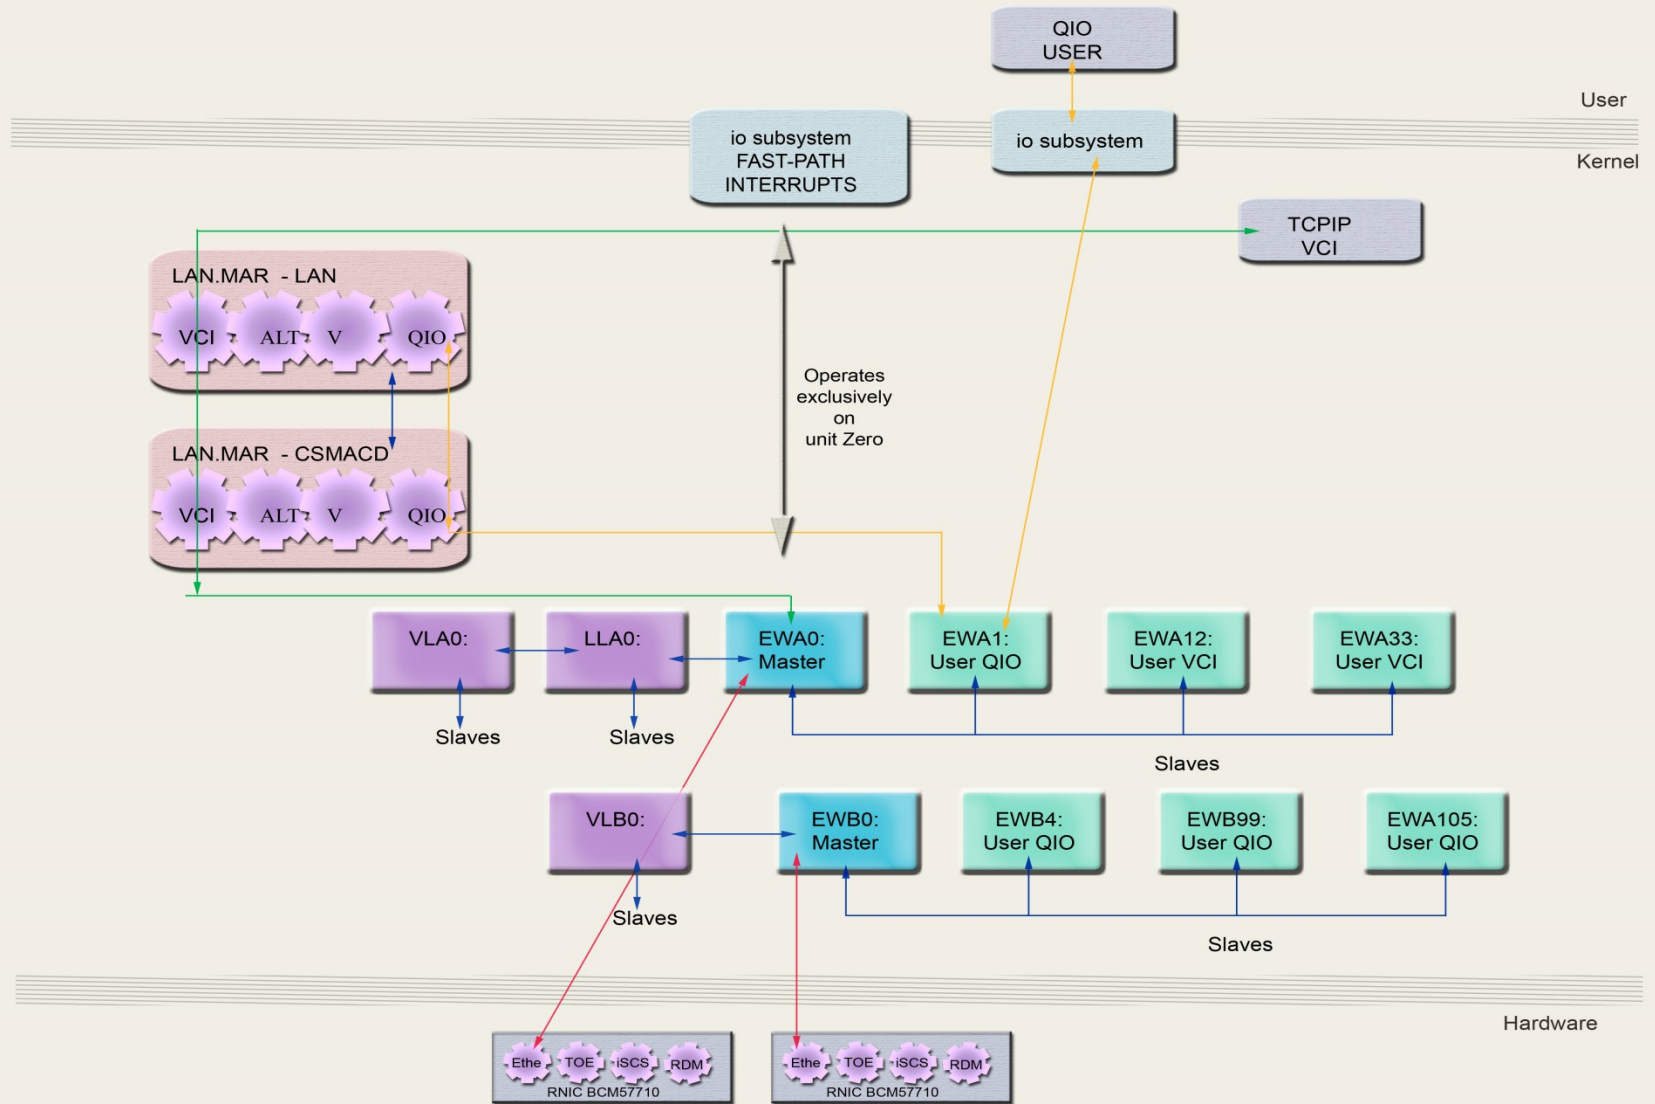 QIO
USER
User
io subsystem
FAST-PATH
INTERRUPTS
io subsystem
Kernel
TCPIP
VCI
LAN.MAR - LAN
VCI ALT V QIO
Operates
exclusively
on
unit Zero
LAN.MAR - CSMACD
VCI ALT V QIO
VLA0:
LLA0:
EWA0:
Master
EWA1:
User QIO
EWA12:
User VCI
EWA33:
User VCI
Slaves
Slaves
Slaves
VLB0:
EWB0:
Master
EWB4:
User QIO
EWB99:
User QIO
EWA105:
User QIO
Slaves
Slaves
Hardware
Ethe TOE iSCS RDM
RNIC BCM57710
Ethe TOE iSCS RDM
RNIC BCM57710